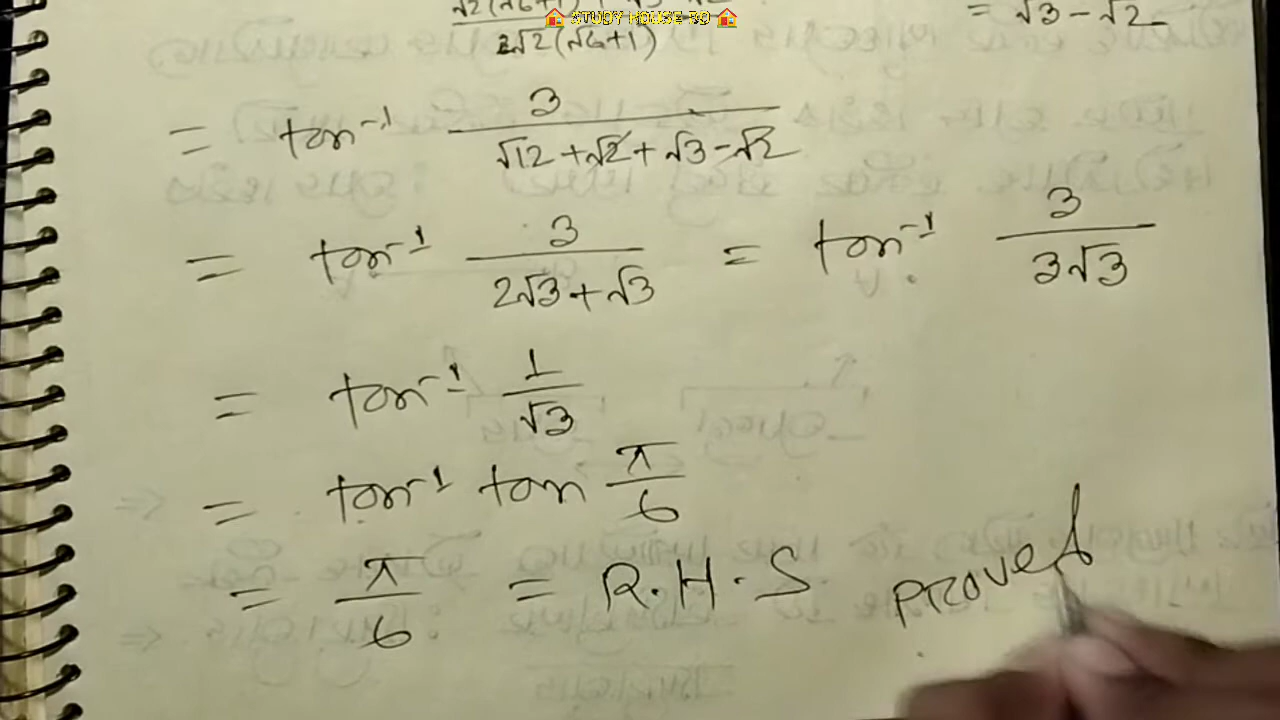 🏠 STUDY HOUSE BD 🏠
2√2(√6+1)
= √3 - √2
= tan⁻¹ 3/(√12 + √2 + √3 - √2)
= tan⁻¹ 3/(2√3 + √3) = tan⁻¹ 3/(3√3)
= tan⁻¹ 1/√3
= tan⁻¹ tan π/6
= π/6 = R.H.S proved